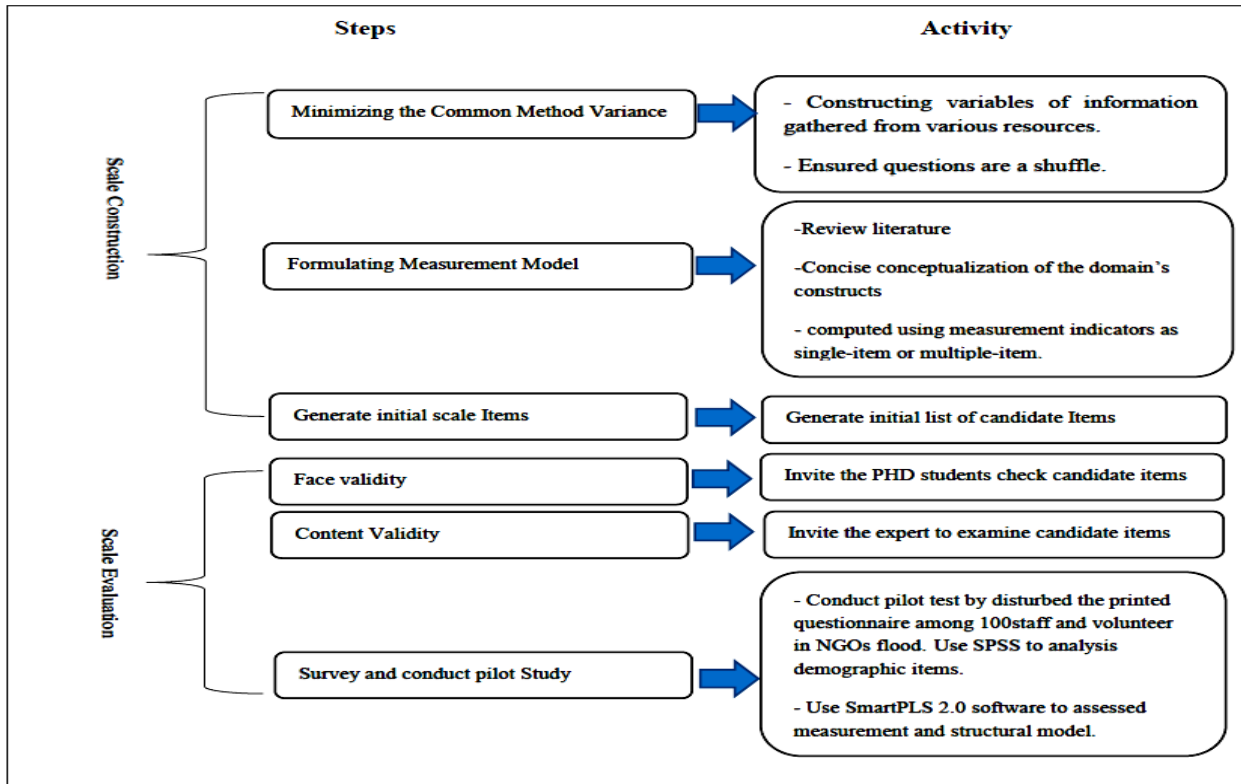 Steps
Activity
Scale Construction
Minimizing the Common Method Variance
- Constructing variables of information
gathered from various resources.
- Ensured questions are a shuffle.
Formulating Measurement Model
-Review literature
-Concise conceptualization of the domain`s
constructs
- computed using measurement indicators as
single-item or multiple-item.
Generate initial scale Items
Generate initial list of candidate Items
Scale Evaluation
Face validity
Invite the PHD students check candidate items
Content Validity
Invite the expert to examine candidate items
Survey and conduct pilot Study
- Conduct pilot test by disturbed the printed
questionnaire among 100staff and volunteer
in NGOs flood. Use SPSS to analysis
demographic items.
- Use SmartPLS 2.0 software to assessed
measurement and structural model.